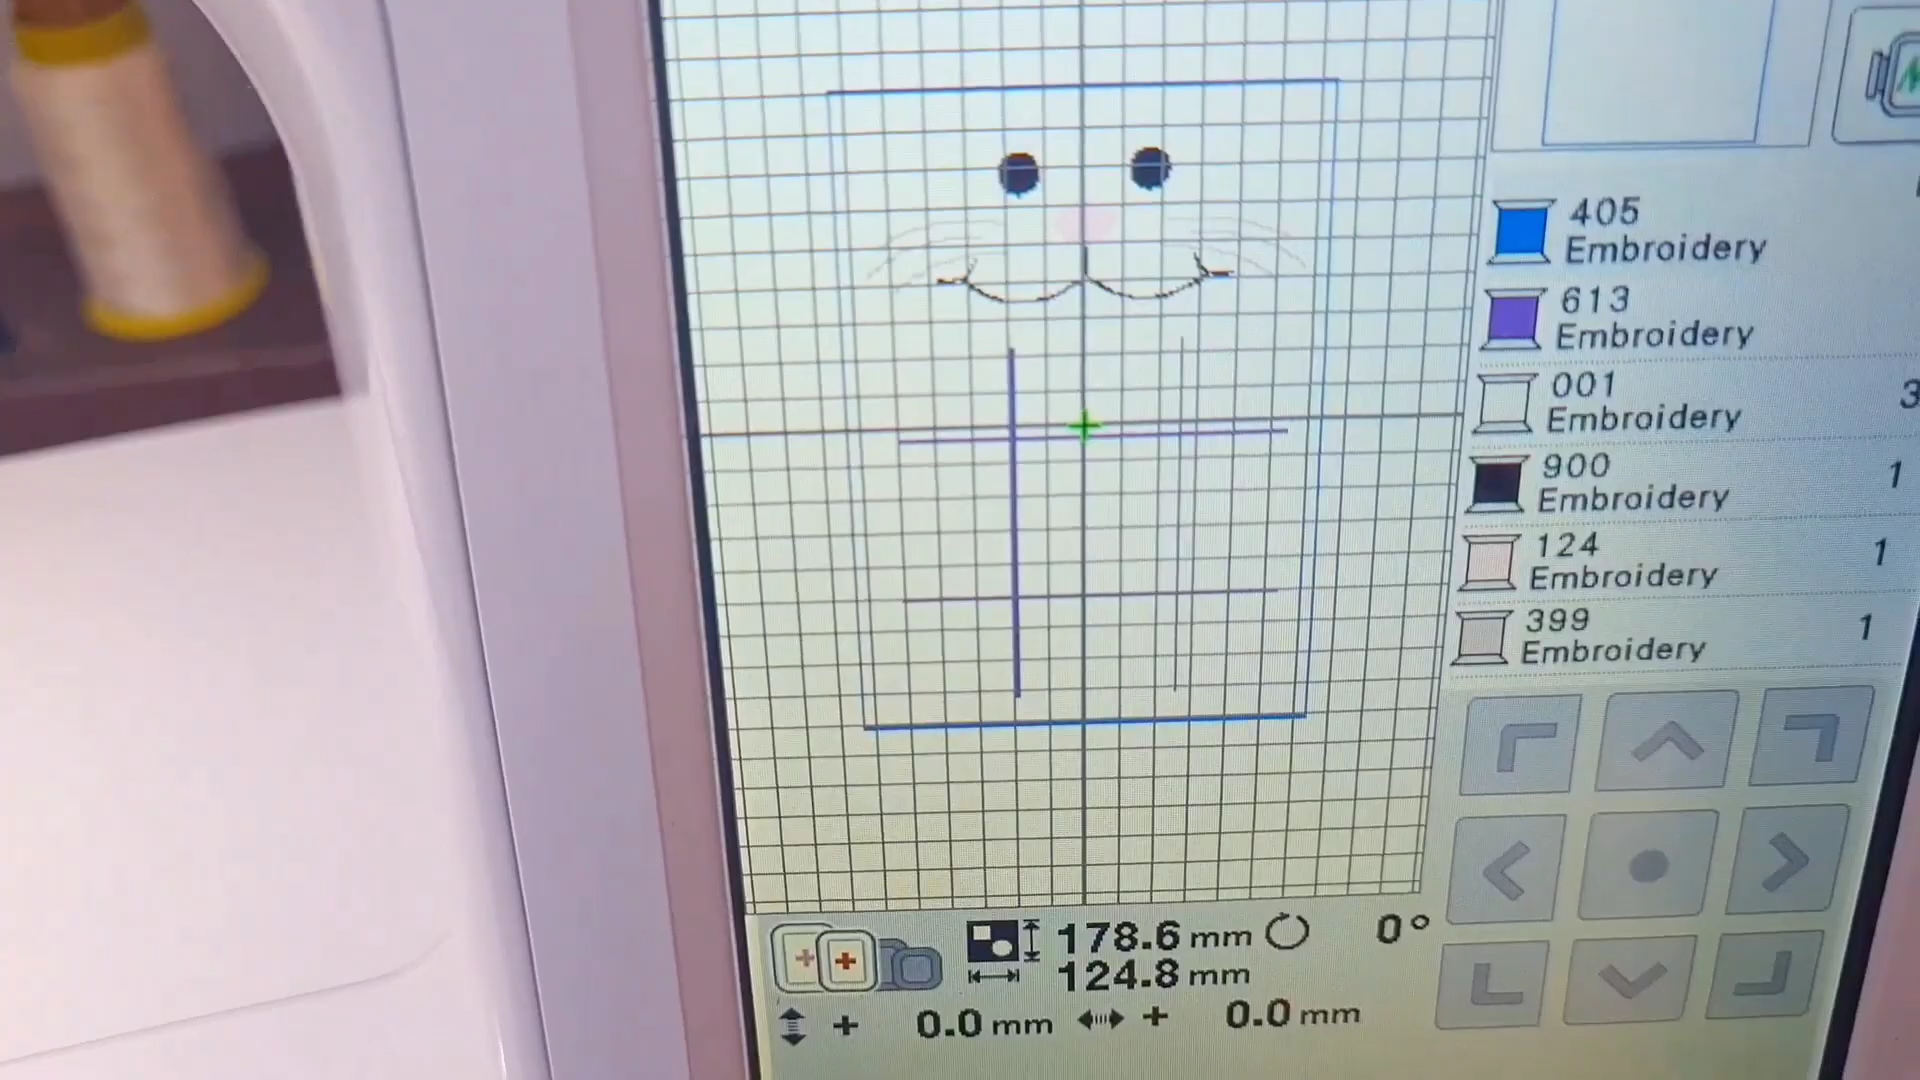 405
Embroidery
613
Embroidery
001
Embroidery 3
900
Embroidery 1
124
Embroidery 1
399
Embroidery 1
178.6 mm 0°
124.8 mm
+ 0.0 mm + 0.0 mm